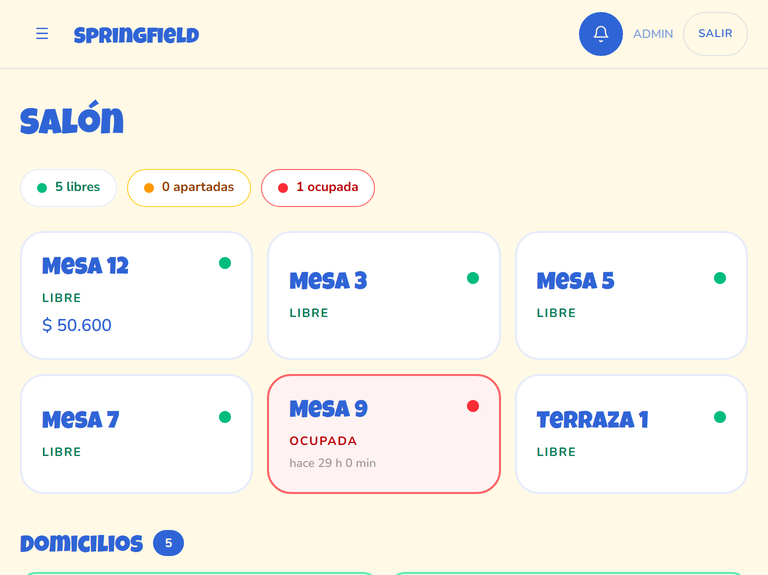 SPRINGFIELD
ADMIN
SALIR
SALÓN
5 libres
0 apartadas
1 ocupada
MESA 12
LIBRE
$ 50.600
MESA 3
LIBRE
MESA 5
LIBRE
MESA 7
LIBRE
MESA 9
OCUPADA
hace 29 h 0 min
TERRAZA 1
LIBRE
DOMICILIOS 5